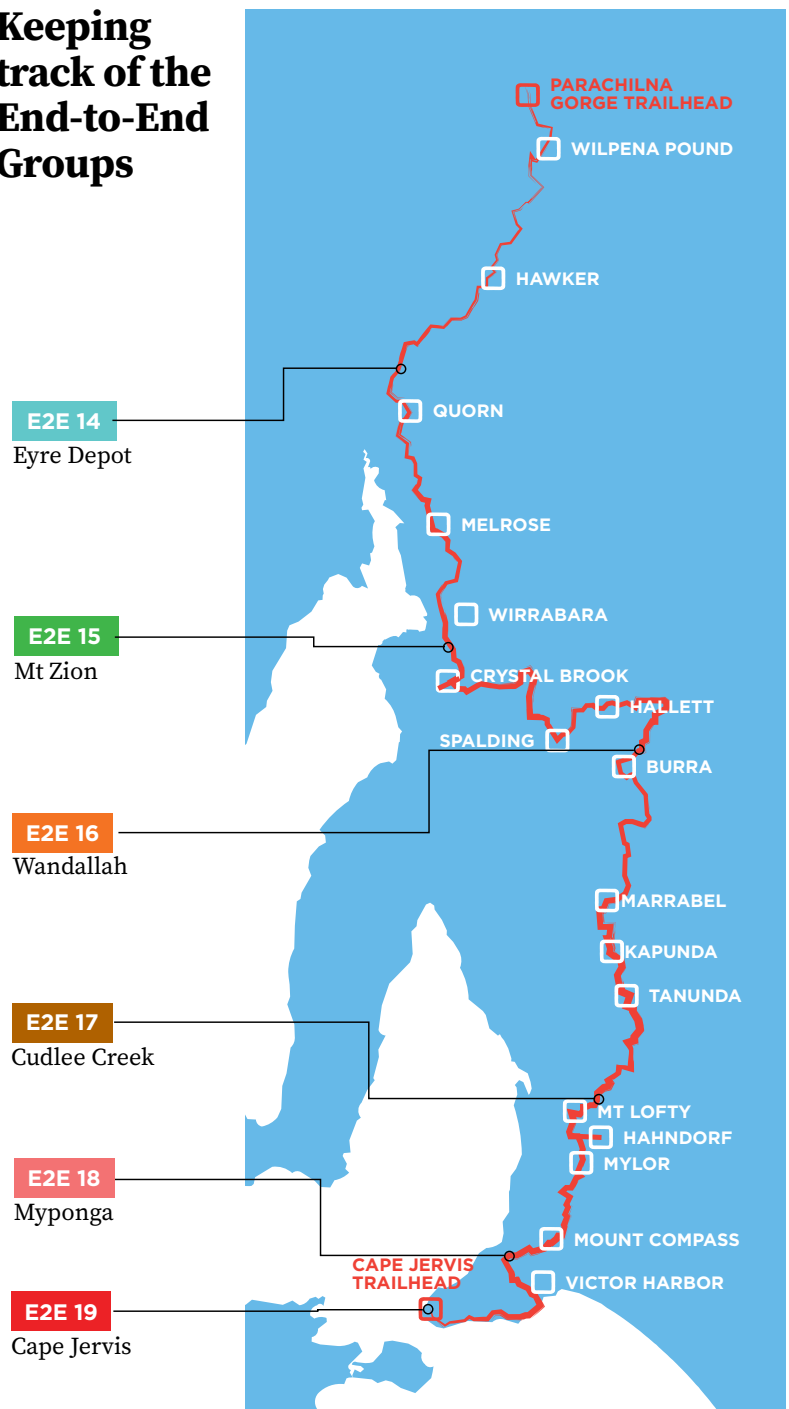 Keeping
track of the
End-to-End
Groups
PARACHILNA
GORGE TRAILHEAD
WILPENA POUND
HAWKER
E2E 14
Eyre Depot
QUORN
MELROSE
WIRRABARA
E2E 15
Mt Zion
CRYSTAL BROOK
HALLETT
SPALDING
BURRA
E2E 16
Wandallah
MARRABEL
KAPUNDA
TANUNDA
E2E 17
Cudlee Creek
MT LOFTY
HAHNDORF
MYLOR
E2E 18
Myponga
MOUNT COMPASS
CAPE JERVIS
TRAILHEAD
VICTOR HARBOR
E2E 19
Cape Jervis